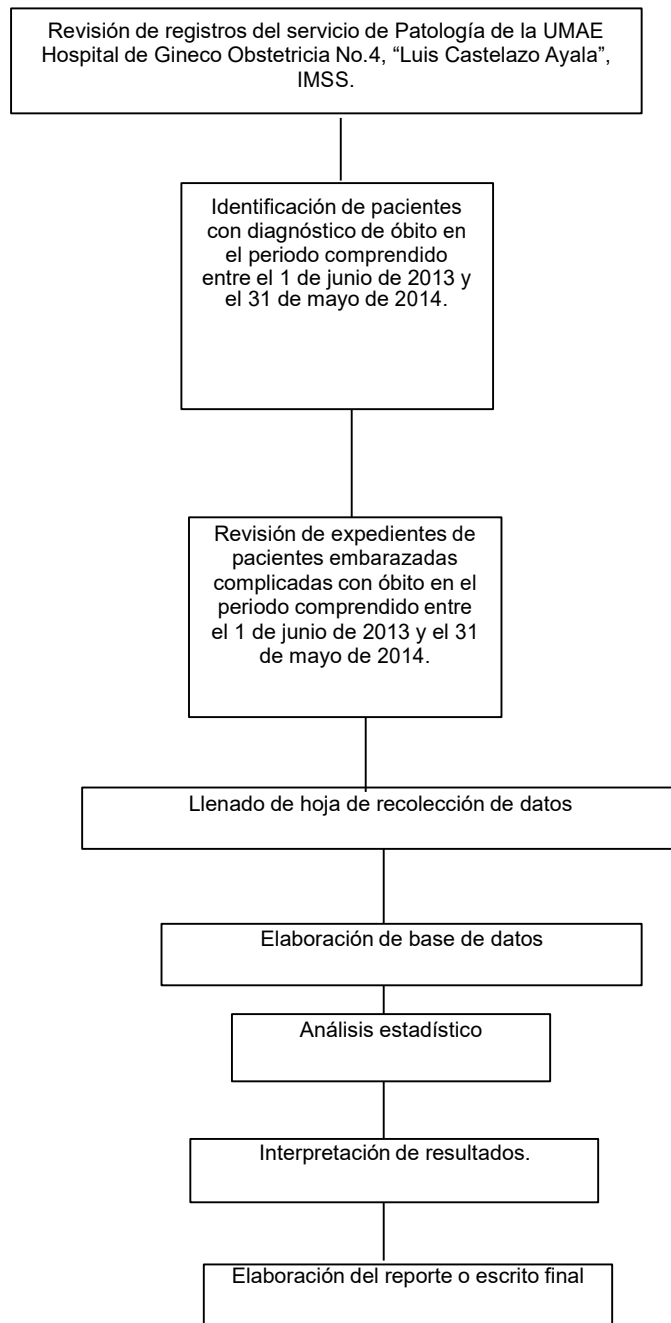 Revisión de registros del servicio de Patología de la UMAE
Hospital de Gineco Obstetricia No.4, “Luis Castelazo Ayala”,
IMSS.
Identificación de pacientes
con diagnóstico de óbito en
el periodo comprendido
entre el 1 de junio de 2013 y
el 31 de mayo de 2014.
Revisión de expedientes de
pacientes embarazadas
complicadas con óbito en el
periodo comprendido entre
el 1 de junio de 2013 y el 31
de mayo de 2014.
Llenado de hoja de recolección de datos
Elaboración de base de datos
Análisis estadístico
Interpretación de resultados.
Elaboración del reporte o escrito final